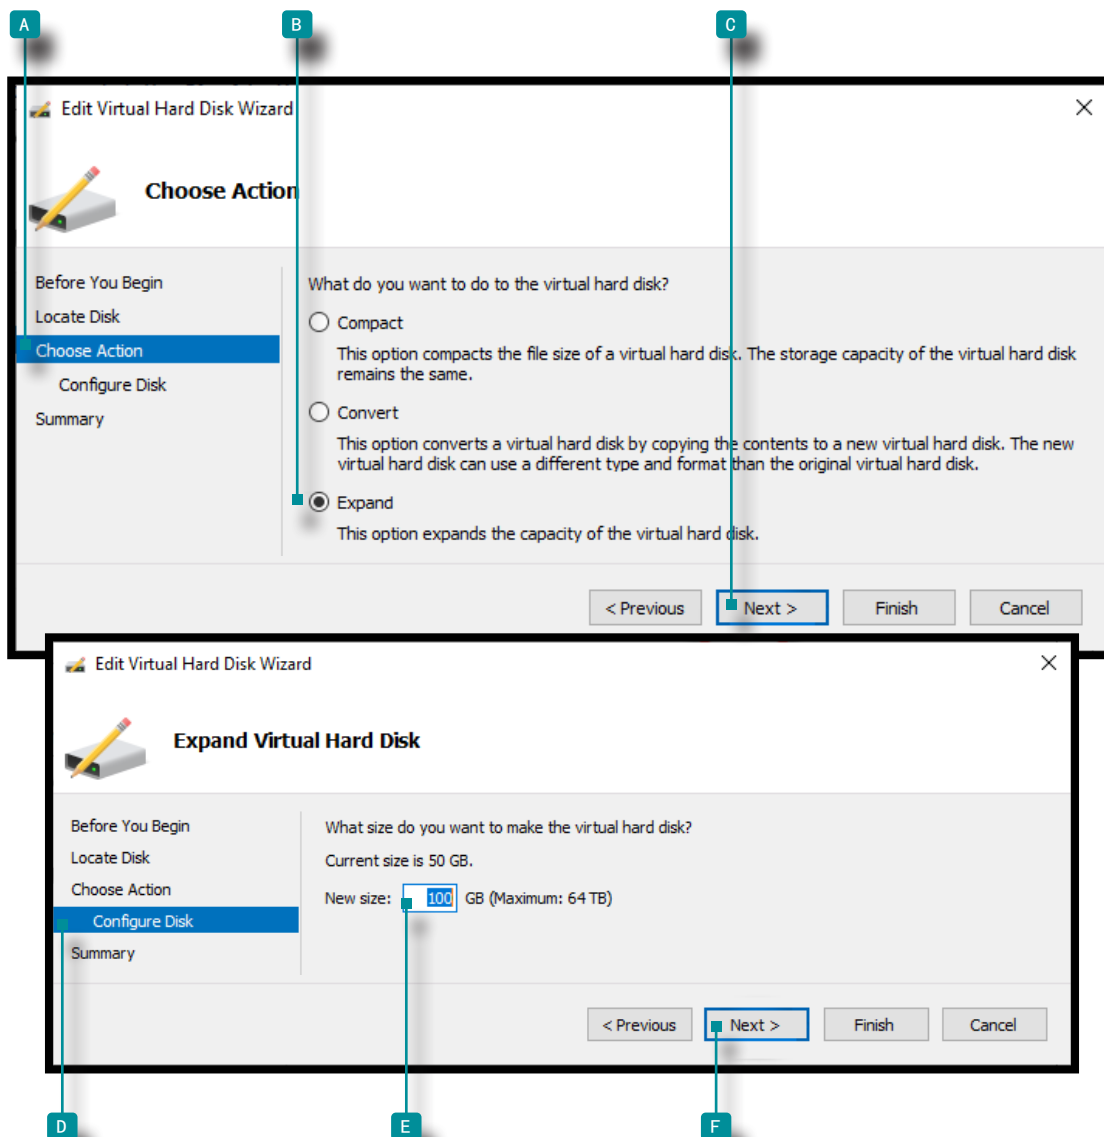 A B C
Edit Virtual Hard Disk Wizard
Choose Action
Before You Begin
Locate Disk
Choose Action
Configure Disk
Summary
What do you want to do to the virtual hard disk?
Compact
This option compacts the file size of a virtual hard disk. The storage capacity of the virtual hard disk
remains the same.
Convert
This option converts a virtual hard disk by copying the contents to a new virtual hard disk. The new
virtual hard disk can use a different type and format than the original virtual hard disk.
Expand
This option expands the capacity of the virtual hard disk.
< Previous Next > Finish Cancel
Edit Virtual Hard Disk Wizard
Expand Virtual Hard Disk
Before You Begin
Locate Disk
Choose Action
Configure Disk
Summary
What size do you want to make the virtual hard disk?
Current size is 50 GB.
New size: 100 GB (Maximum: 64 TB)
< Previous Next > Finish Cancel
D E F